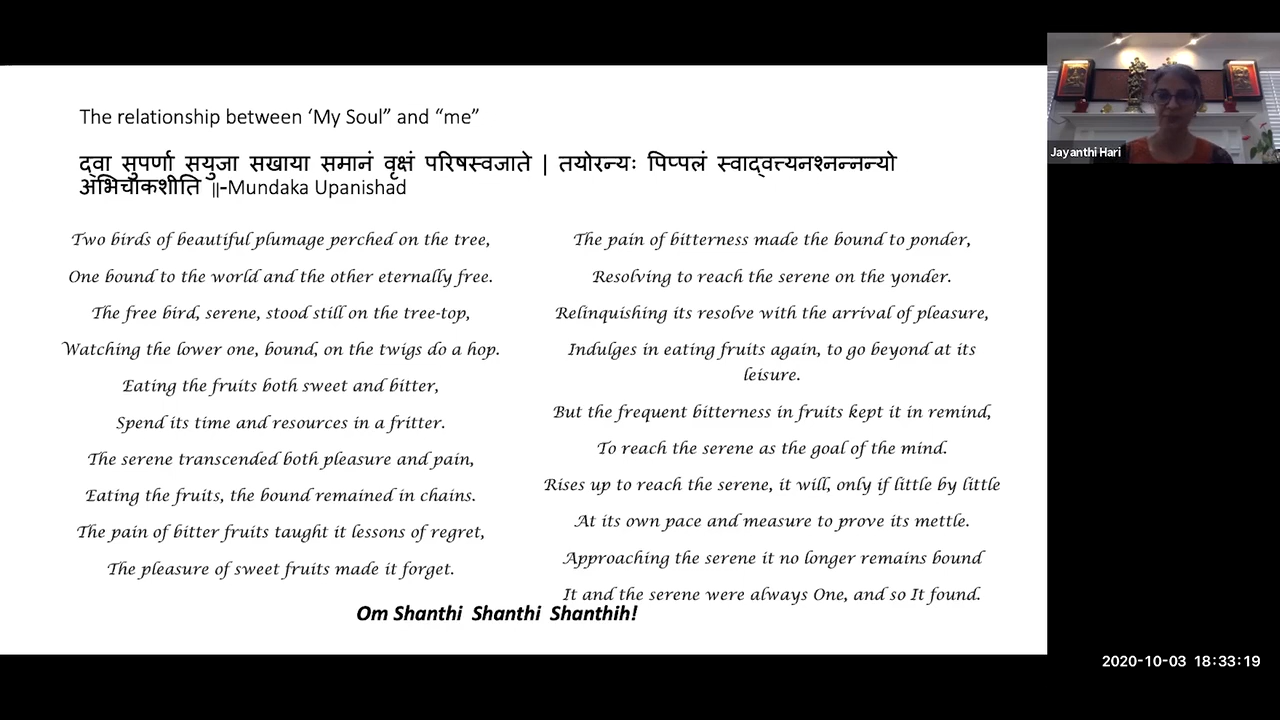 The relationship between ‘My Soul” and “me”
द्वा सुपर्णा सयुजा सखाया समानं वृक्षं परिषस्वजाते | तयोरन्यः पिप्पलं स्वाद्वत्त्यनश्नन्नन्यो
अभिचाकशीति ॥-Mundaka Upanishad
Two birds of beautiful plumage perched on the tree,
One bound to the world and the other eternally free.
The free bird, serene, stood still on the tree-top,
Watching the lower one, bound, on the twigs do a hop.
Eating the fruits both sweet and bitter,
Spend its time and resources in a fritter.
The serene transcended both pleasure and pain,
Eating the fruits, the bound remained in chains.
The pain of bitter fruits taught it lessons of regret,
The pleasure of sweet fruits made it forget.
The pain of bitterness made the bound to ponder,
Resolving to reach the serene on the yonder.
Relinquishing its resolve with the arrival of pleasure,
Indulges in eating fruits again, to go beyond at its
leisure.
But the frequent bitterness in fruits kept it in remind,
To reach the serene as the goal of the mind.
Rises up to reach the serene, it will, only if little by little
At its own pace and measure to prove its mettle.
Approaching the serene it no longer remains bound
It and the serene were always One, and so It found.
Om Shanthi Shanthi Shanthih!
Jayanthi Hari
2020-10-03 18:33:19